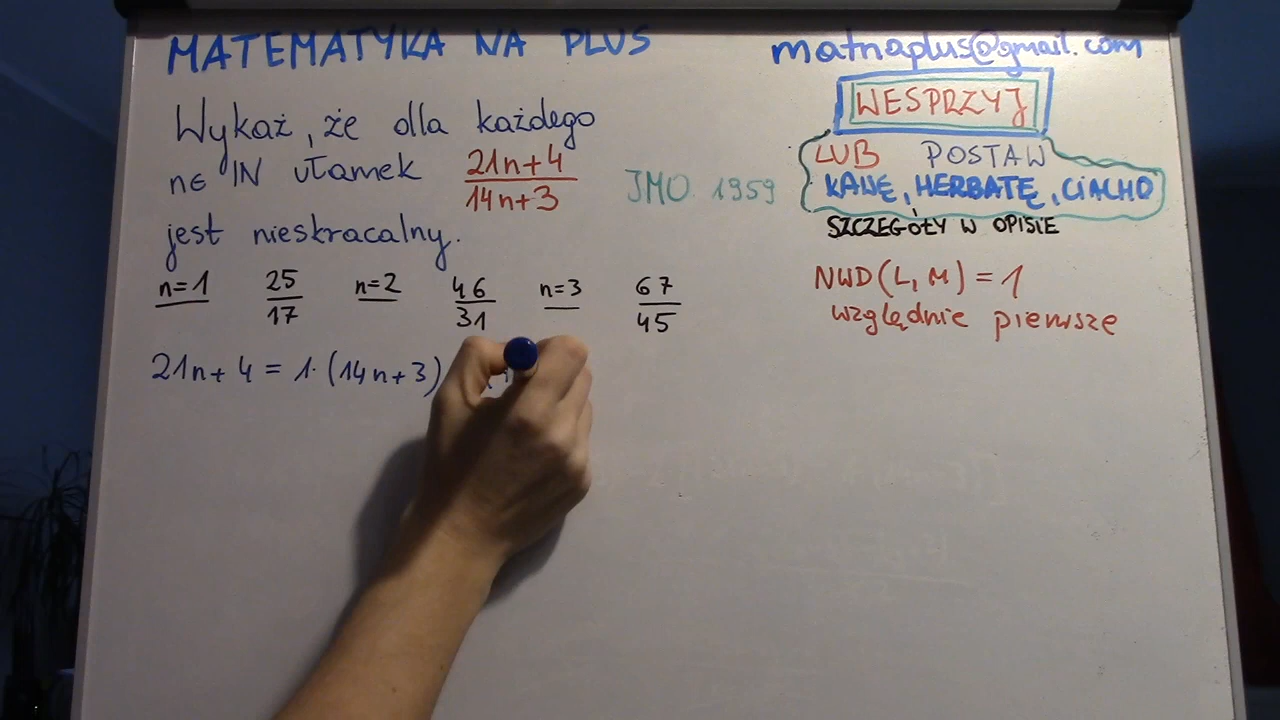 MATEMATYKA NA PLUS
matnaplus@gmail.com
WESPRZYJ
LUB POSTAW
KAWĘ, HERBATĘ, CIACHO
SZCZEGÓŁY W OPISIE
Wykaż, że dla każdego
n∈ℕ ułamek (21n+4)/(14n+3)
IMO 1959
jest nieskracalny.
n=1 25/17 n=2 46/31 n=3 67/45
NWD(L, M) = 1
względnie pierwsze
21n+4 = 1·(14n+3)